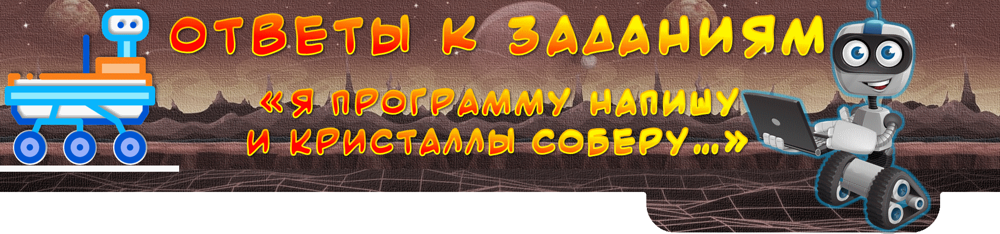 ОТВЕТЫ К ЗАДАНИЯМ
«Я ПРОГРАММУ НАПИШУ
И КРИСТАЛЛЫ СОБЕРУ...»